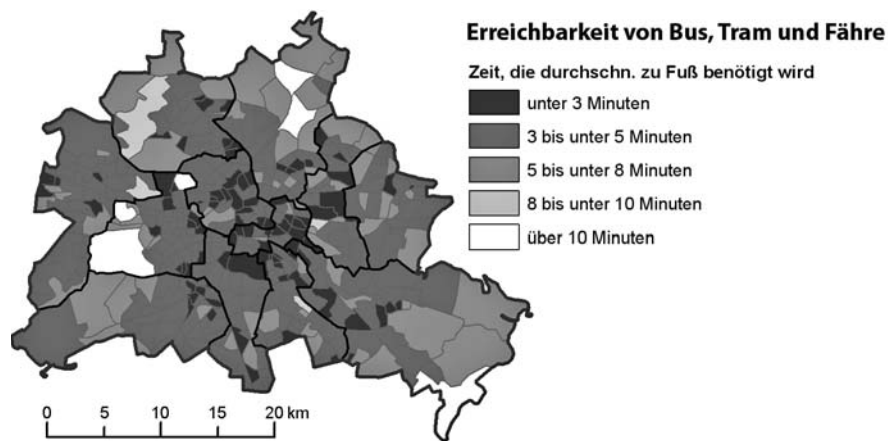 Erreichbarkeit von Bus, Tram und Fähre
Zeit, die durchschn. zu Fuß benötigt wird
unter 3 Minuten
3 bis unter 5 Minuten
5 bis unter 8 Minuten
8 bis unter 10 Minuten
über 10 Minuten
0 5 10 15 20 km